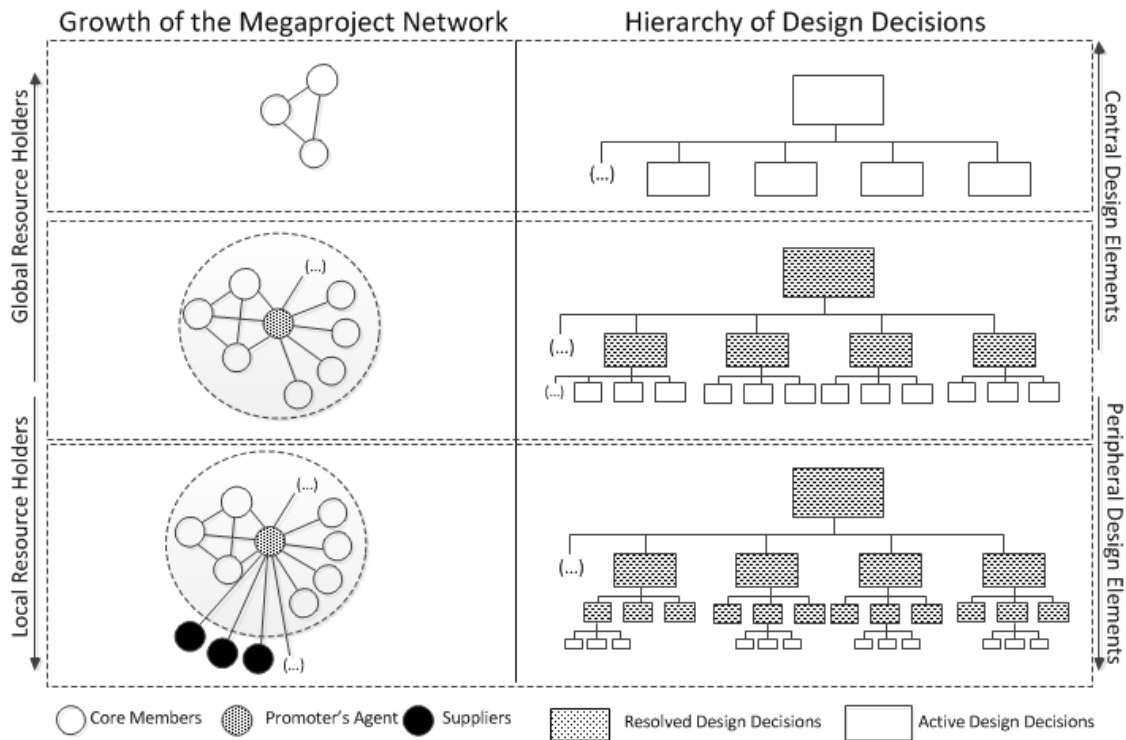 Growth of the Megaproject Network
Hierarchy of Design Decisions
Global Resource Holders
Local Resource Holders
(...)
(...)
(...)
(...)
(...)
(...)
(...)
Central Design Elements
Peripheral Design Elements
Core Members
Promoter's Agent
Suppliers
Resolved Design Decisions
Active Design Decisions